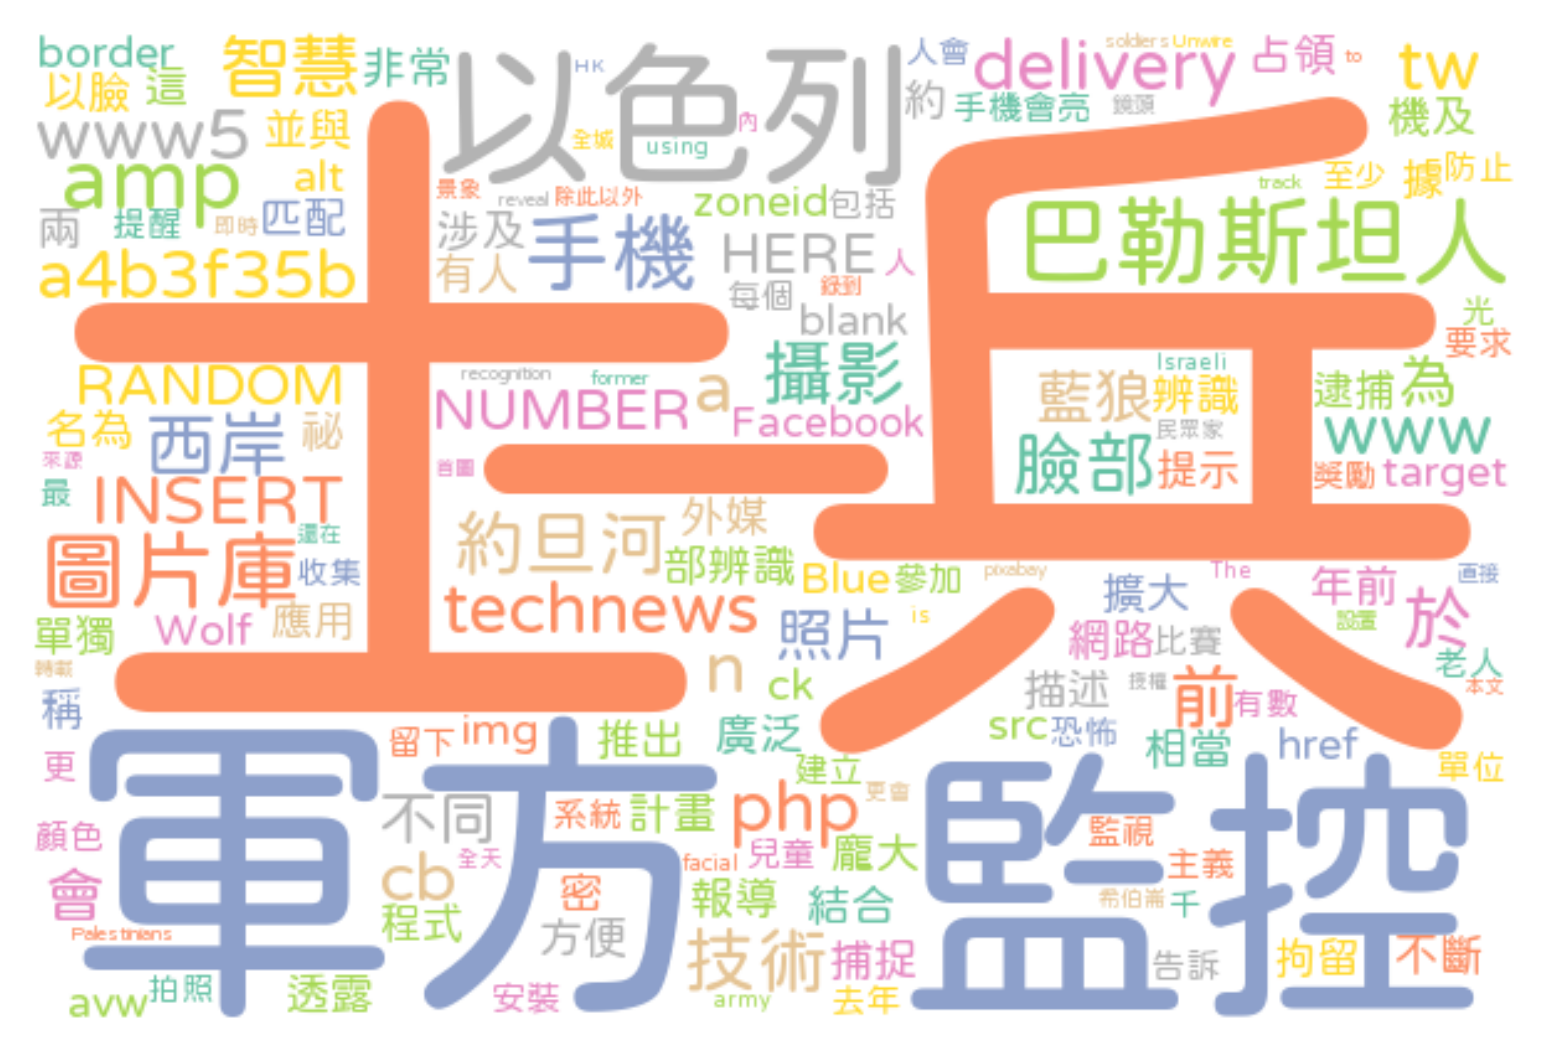 border
智慧
非常
以色列
HK
人會
delivery
soldiers
Unwire
占領
to
tw
以臉
這
www5
並與
全城
using
內
約
手機會亮
鏡頭
機及
amp
alt
景象
reveal
除此以外
zoneid
包括
track
至少
據
防止
兩
提醒
即時
匹配
涉及
手機
HERE
人
巴勒斯坦人
a4b3f35b
有人
每個
錄到
blank
光
要求
士兵
RANDOM
recognition
former
攝影
Israeli
藍狼
辨識
逮捕
為
NUMBER
a
Facebook
民眾家
www
名為
西岸
祕
來源
首圖
臉部
提示
獎勵
target
最
INSERT
還在
約旦河
外媒
圖片庫
收集
部辨識
Blue
參加
pixabay
The
直接
technews
擴大
年前
於
單獨
Wolf
應用
照片
is
網路
比賽
設置
老人
轉載
n
ck
描述
授權
前
有數
本文
稱
留下
img
推出
廣泛
src
恐怖
相當
href
單位
更
建立
軍方
監控
顏色
不同
系統
計畫
php
更會
監視
會
cb
全天
facial
兒童
龐大
主義
密
報導
結合
希伯崙
千
Palestinians
程式
方便
技術
捕捉
告訴
拘留
不斷
avw
拍照
透露
安裝
army
去年